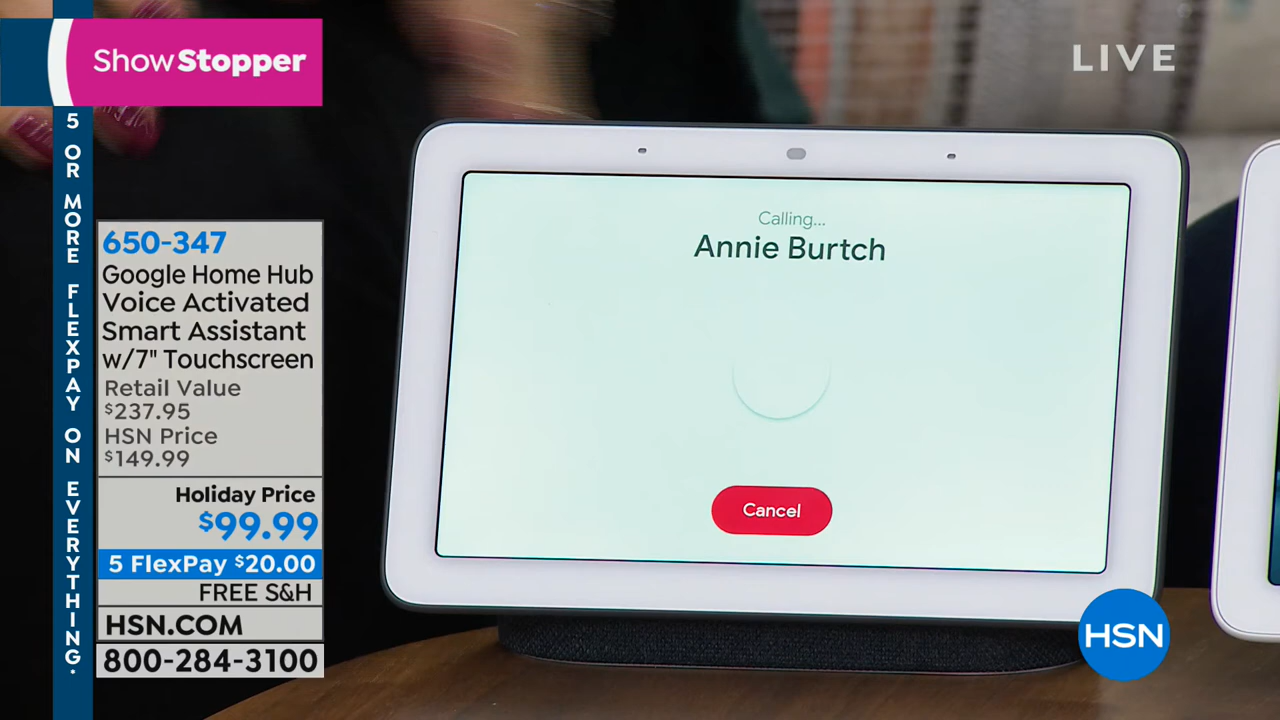 ShowStopper
LIVE
5 OR MORE FLEXPAY ON EVERYTHING.
650-347
Google Home Hub
Voice Activated
Smart Assistant
w/7" Touchscreen
Retail Value
$237.95
HSN Price
$149.99
Holiday Price
$99.99
5 FlexPay $20.00
FREE S&H
HSN.COM
800-284-3100
Calling...
Annie Burtch
Cancel
HSN